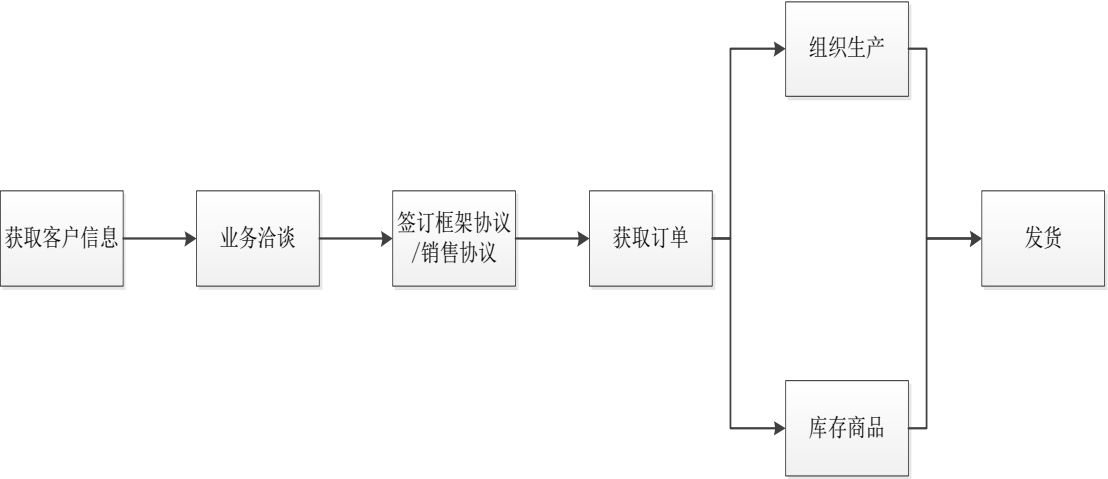 获取客户信息
业务洽谈
签订框架协议
/销售协议
获取订单
组织生产
库存商品
发货